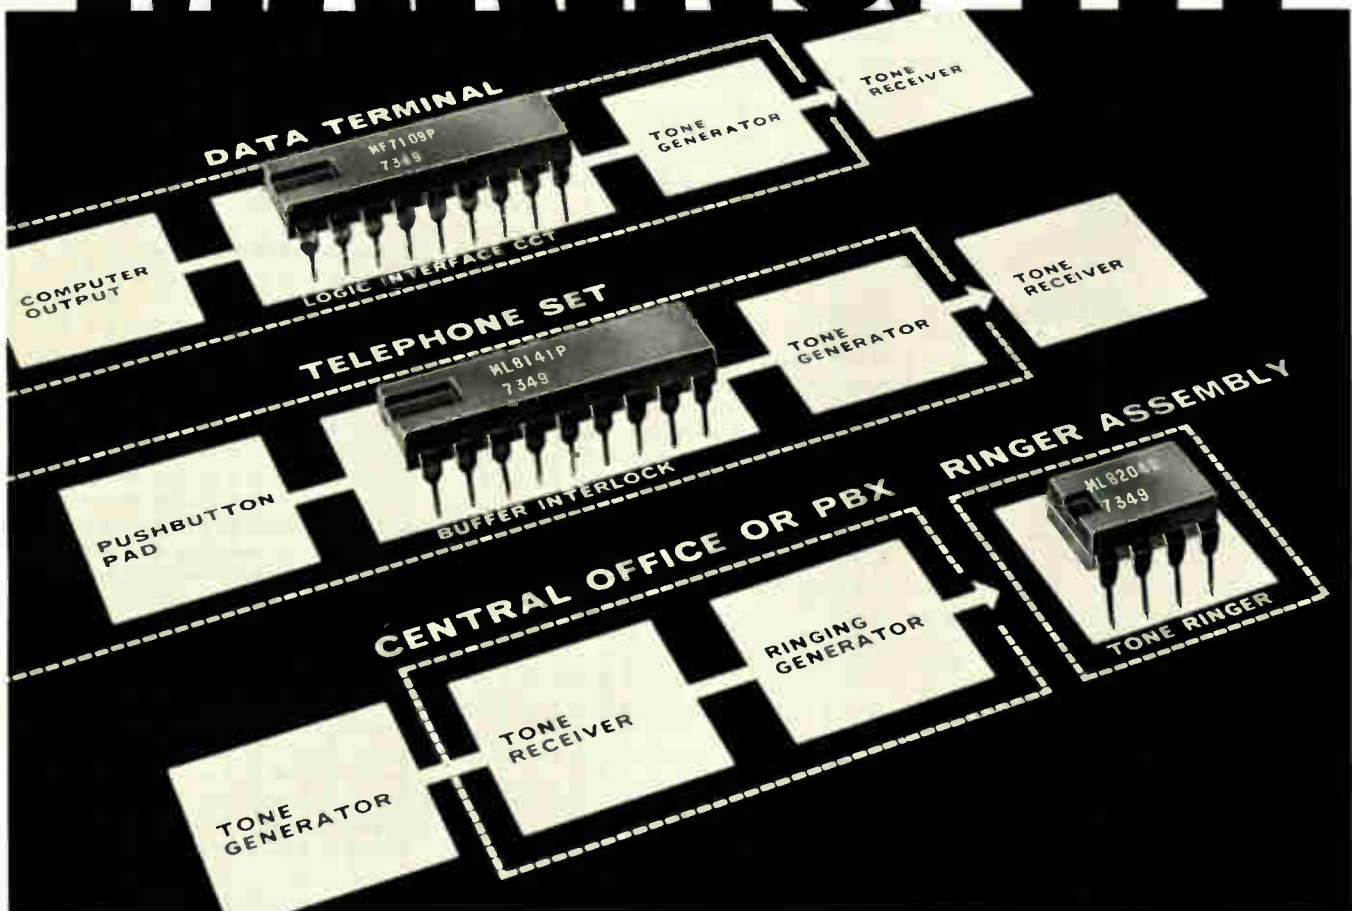 DATA TERMINAL
TONE
RECEIVER
TONE
GENERATOR
MF7109P
7349
LOGIC INTERFACE CCT
COMPUTER
OUTPUT
TELEPHONE SET
TONE
RECEIVER
TONE
GENERATOR
ML8141P
7349
BUFFER INTERLOCK
PUSHBUTTON
PAD
RINGER ASSEMBLY
7349
TONE RINGER
CENTRAL OFFICE OR PBX
RINGING
GENERATOR
TONE
RECEIVER
TONE
GENERATOR